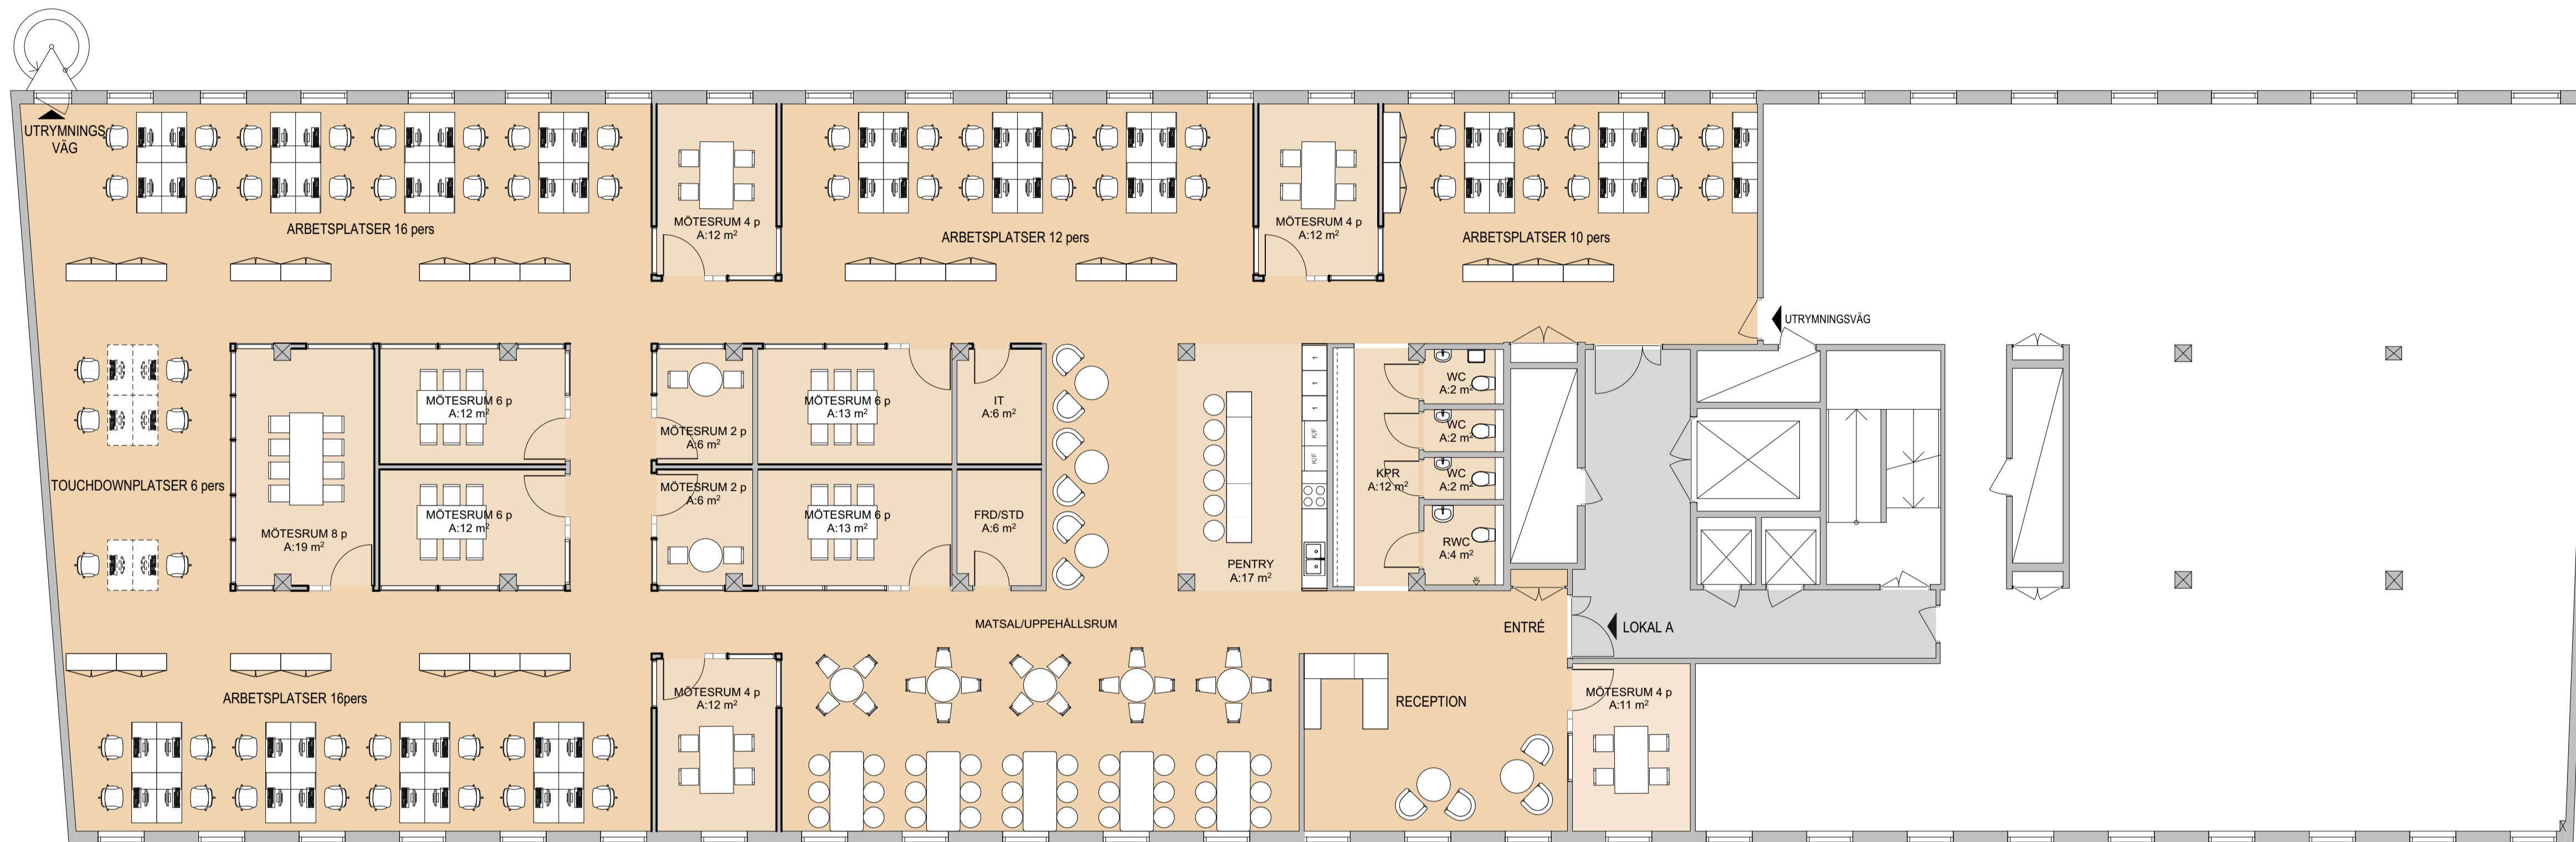 UTRYMNINGS
VÄG
ARBETSPLATSER 16 pers
MÖTESRUM 4 p
A:12 m²
ARBETSPLATSER 12 pers
MÖTESRUM 4 p
A:12 m²
ARBETSPLATSER 10 pers
UTRYMNINGSVÄG
MÖTESRUM 6 p
A:12 m²
MÖTESRUM 2 p
A:6 m²
MÖTESRUM 6 p
A:13 m²
IT
A:6 m²
1
1
1
K/F
K/F
WC
A:2 m²
WC
A:2 m²
WC
A:2 m²
KPR
A:12 m²
TOUCHDOWNPLATSER 6 pers
MÖTESRUM 8 p
A:19 m²
MÖTESRUM 6 p
A:12 m²
MÖTESRUM 2 p
A:6 m²
MÖTESRUM 6 p
A:13 m²
FRD/STD
A:6 m²
PENTRY
A:17 m²
RWC
A:4 m²
MATSAL/UPPEHÅLLSRUM
ENTRÉ
LOKAL A
ARBETSPLATSER 16pers
MÖTESRUM 4 p
A:12 m²
RECEPTION
MÖTESRUM 4 p
A:11 m²